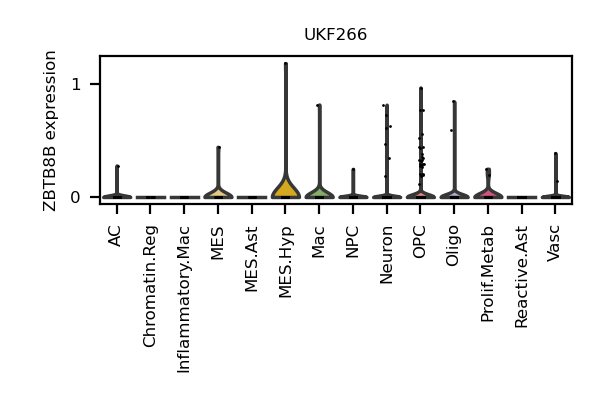 UKF266
ZBTB8B expression
1
0
AC
Chromatin.Reg
Inflammatory.Mac
MES
MES.Ast
MES.Hyp
Mac
NPC
Neuron
OPC
Oligo
Prolif.Metab
Reactive.Ast
Vasc